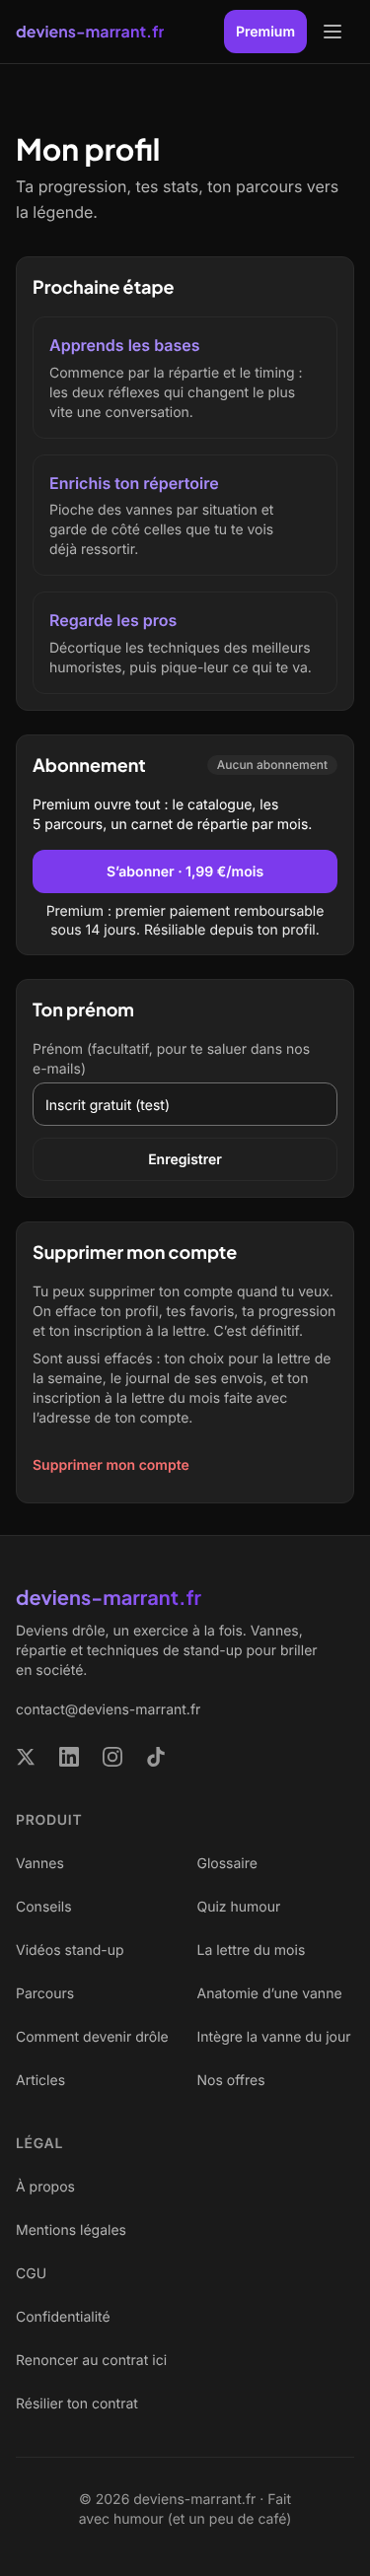 deviens-marrant.fr
Premium
Mon profil
Ta progression, tes stats, ton parcours vers
la légende.
Prochaine étape
Apprends les bases
Commence par la répartie et le timing :
les deux réflexes qui changent le plus
vite une conversation.
Enrichis ton répertoire
Pioche des vannes par situation et
garde de côté celles que tu te vois
déjà ressortir.
Regarde les pros
Décortique les techniques des meilleurs
humoristes, puis pique-leur ce qui te va.
Abonnement
Aucun abonnement
Premium ouvre tout : le catalogue, les
5 parcours, un carnet de répartie par mois.
S’abonner · 1,99 €/mois
Premium : premier paiement remboursable
sous 14 jours. Résiliable depuis ton profil.
Ton prénom
Prénom (facultatif, pour te saluer dans nos
e-mails)
Inscrit gratuit (test)
Enregistrer
Supprimer mon compte
Tu peux supprimer ton compte quand tu veux.
On efface ton profil, tes favoris, ta progression
et ton inscription à la lettre. C’est définitif.
Sont aussi effacés : ton choix pour la lettre de
la semaine, le journal de ses envois, et ton
inscription à la lettre du mois faite avec
l’adresse de ton compte.
Supprimer mon compte
deviens-marrant.fr
Deviens drôle, un exercice à la fois. Vannes,
répartie et techniques de stand-up pour briller
en société.
contact@deviens-marrant.fr
PRODUIT
Vannes
Glossaire
Conseils
Quiz humour
Vidéos stand-up
La lettre du mois
Parcours
Anatomie d’une vanne
Comment devenir drôle
Intègre la vanne du jour
Articles
Nos offres
LÉGAL
À propos
Mentions légales
CGU
Confidentialité
Renoncer au contrat ici
Résilier ton contrat
© 2026 deviens-marrant.fr · Fait
avec humour (et un peu de café)